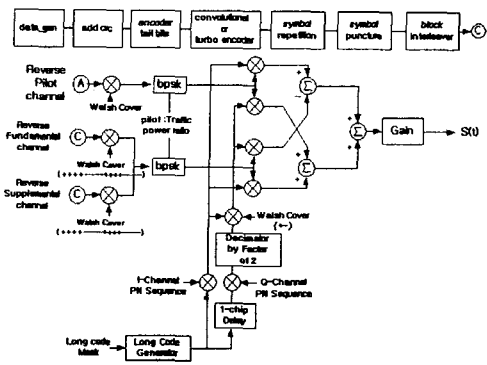 data_gen
add crc
encoder
tail bits
convolutional
or
turbo encoder
symbol
repetition
symbol
puncture
block
interleaver
C
Reverse
Pilot
channel
A
Walsh Cover
bpsk
pilot :Traffic
power ratio
Reverse
Fundamental
channel
C
Walsh Cover
bpsk
Reverse
Supplemental
channel
C
Walsh Cover
+
-
Σ
+
+
Σ
+
+
Σ
+
Gain
S(t)
Walsh Cover
(+-)
Decimator
by Factor
of 2
I-Channel
PN Sequence
Q-Channel
PN Sequence
1-chip
Delay
Long code
Mask
Long Code
Generator